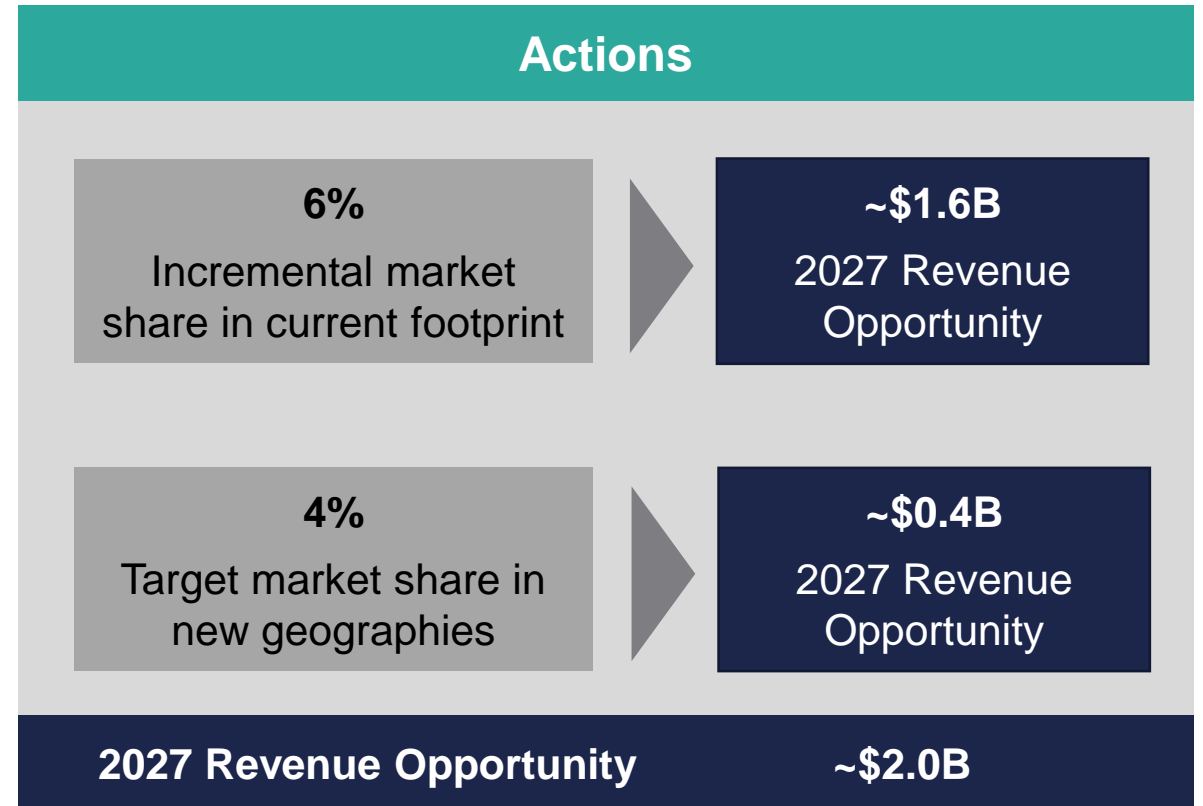 Actions
6%
Incremental market
share in current footprint
~$1.6B
2027 Revenue
Opportunity
4%
Target market share in
new geographies
~$0.4B
2027 Revenue
Opportunity
2027 Revenue Opportunity ~$2.0B